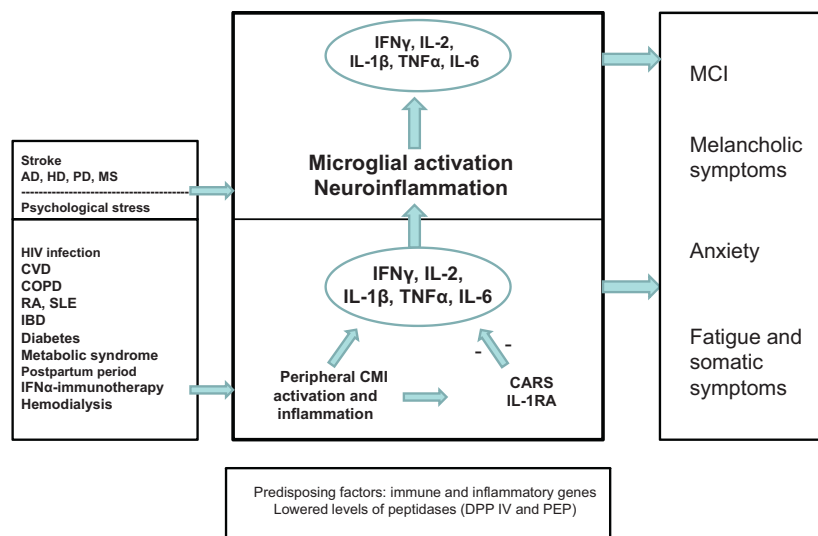 Stroke
AD, HD, PD, MS
Psychological stress
HIV infection
CVD
COPD
RA, SLE
IBD
Diabetes
Metabolic syndrome
Postpartum period
IFNα-immunotherapy
Hemodialysis
IFNγ, IL-2,
IL-1β, TNFα, IL-6
Microglial activation
Neuroinflammation
IFNγ, IL-2,
IL-1β, TNFα, IL-6
- -
Peripheral CMI
activation and
inflammation
CARS
IL-1RA
MCI
Melancholic
symptoms
Anxiety
Fatigue and
somatic
symptoms
Predisposing factors: immune and inflammatory genes
Lowered levels of peptidases (DPP IV and PEP)